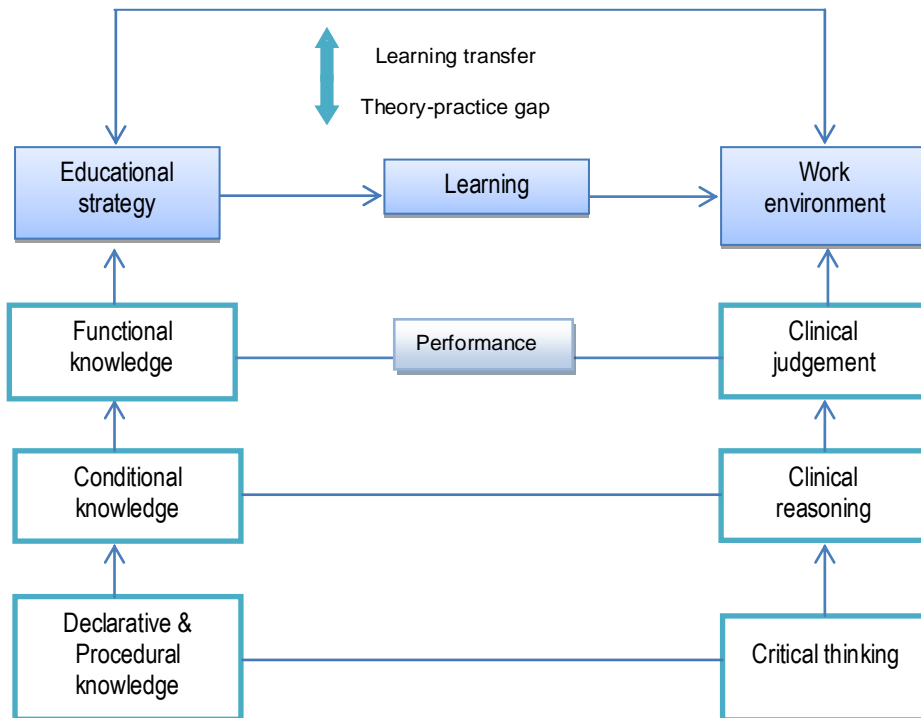 Learning transfer
Theory-practice gap
Educational
strategy
Learning
Work
environment
Functional
knowledge
Performance
Clinical
judgement
Conditional
knowledge
Clinical
reasoning
Declarative &
Procedural
knowledge
Critical thinking